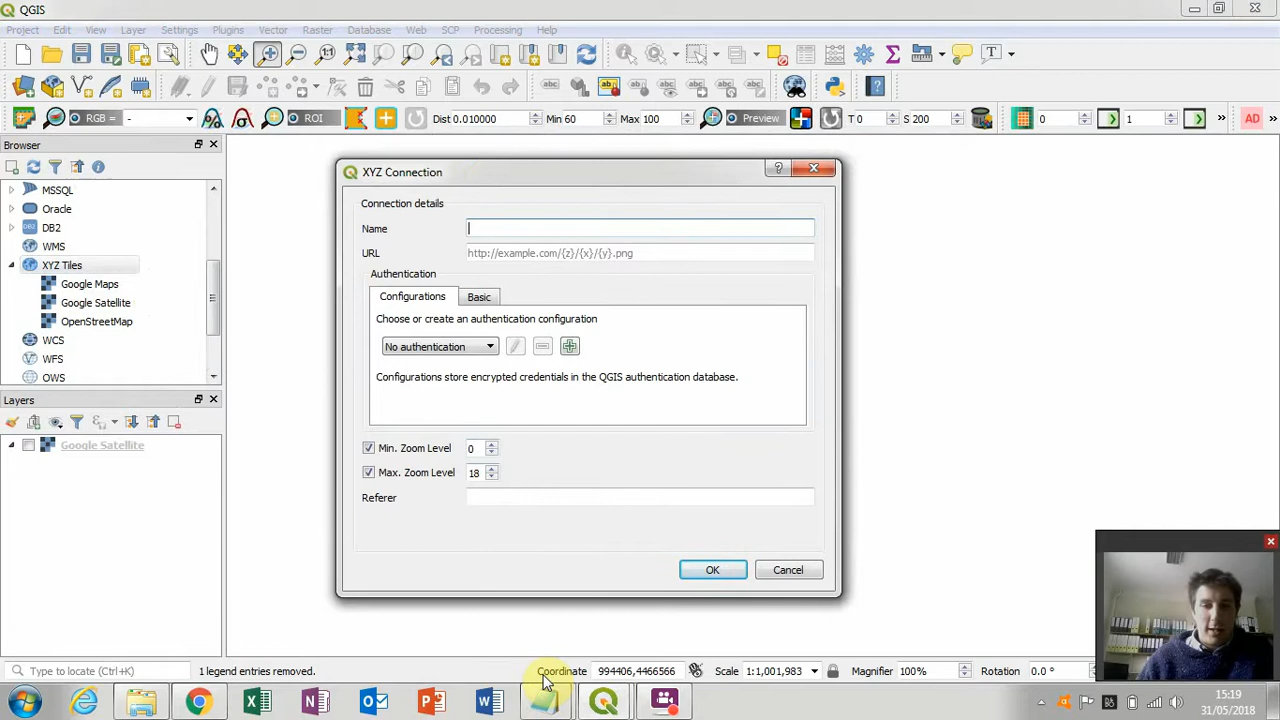 QGIS
Project Edit View Layer Settings Plugins Vector Raster Database Web SCP Processing Help
RGB = - ROI Dist 0.010000 Min 60 Max 100 Preview T 0 S 200 0 1 » AD »
Browser
MSSQL
Oracle
DB2
WMS
XYZ Tiles
Google Maps
Google Satellite
OpenStreetMap
WCS
WFS
OWS
Layers
Google Satellite
XYZ Connection
Connection details
Name
URL http://example.com/{z}/{x}/{y}.png
Authentication
Configurations Basic
Choose or create an authentication configuration
No authentication
Configurations store encrypted credentials in the QGIS authentication database.
Min. Zoom Level 0
Max. Zoom Level 18
Referer
OK Cancel
Type to locate (Ctrl+K) 1 legend entries removed. Coordinate 994406,4466566 Scale 1:1,001,983 Magnifier 100% Rotation 0.0 °
15:19
31/05/2018